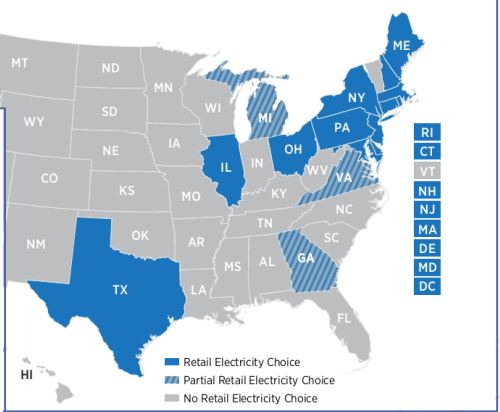 ME
MT
ND
MN
NY
SD
WI
MI
WY
PA
IA
OH
NE
IL
IN
WV
VA
CO
KS
MO
KY
NC
TN
OK
AR
SC
NM
MS
AL
GA
TX
LA
FL
RI
CT
VT
NH
NJ
MA
DE
MD
DC
HI
Retail Electricity Choice
Partial Retail Electricity Choice
No Retail Electricity Choice